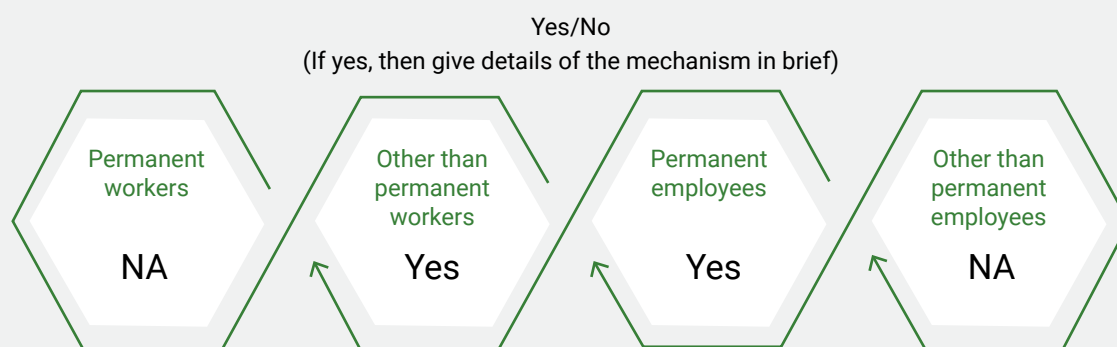 Yes/No
(If yes, then give details of the mechanism in brief)
Permanent
workers
NA
Other than
permanent
workers
Yes
Permanent
employees
Yes
Other than
permanent
employees
NA